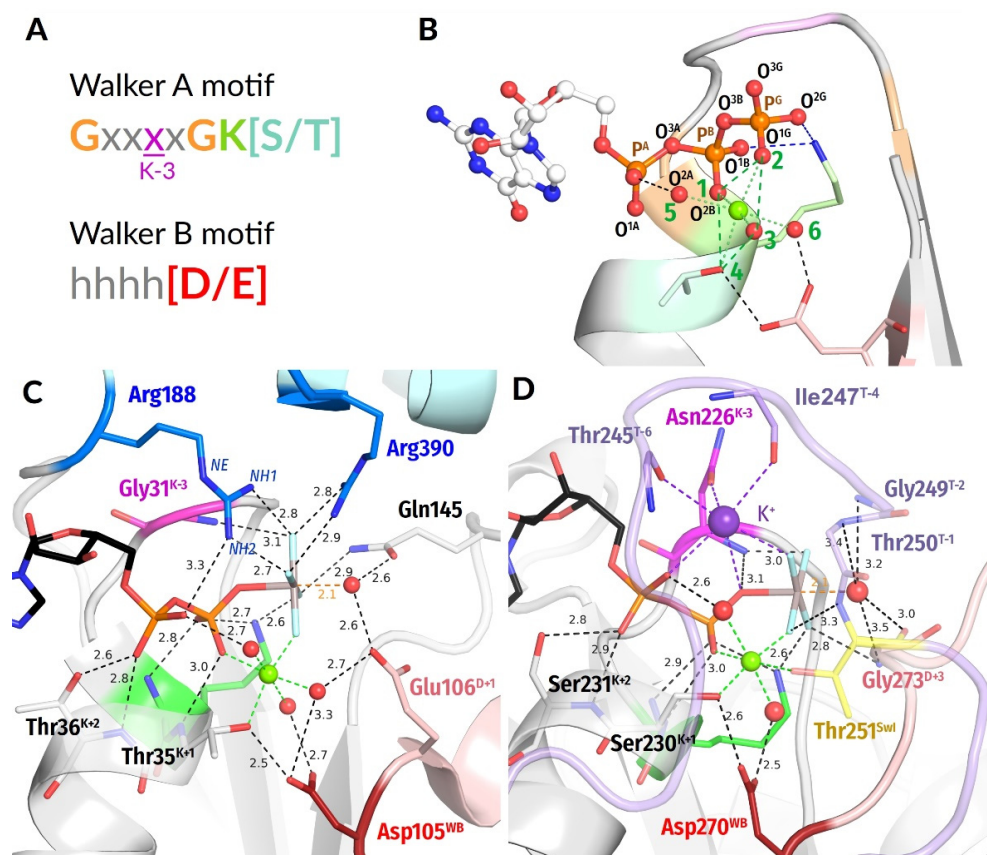 A
Walker A motif
GxxxxGK[S/T]
K-3
Walker B motif
hhhh[D/E]
B
O3G
PG
O2G
O3B
O3A
PB
O1G
PA
O1B
2
O2A
1
5
O2B
6
O1A
3
4
C
Arg188
Arg390
NE
NH1
2.8
Gly31K-3
2.8
Gln145
3.1
NH2
2.9
3.3
2.9
2.6
2.1
2.7
2.6
2.8
2.7
2.6
2.6
3.0
2.7
2.8
Glu106D+1
3.3
Thr36K+2
Thr35K+1
2.5
2.7
Asp105WB
D
Ile247T-4
Asn226K-3
Thr245T-6
Gly249T-2
K+
3.4
Thr250T-1
3.0
3.2
2.6
3.1
3.0
3.3
3.5
2.8
2.6
2.8
2.9
2.9
3.0
Gly273D+3
Ser231K+2
Thr251SwI
2.6
Ser230K+1
2.5
Asp270WB